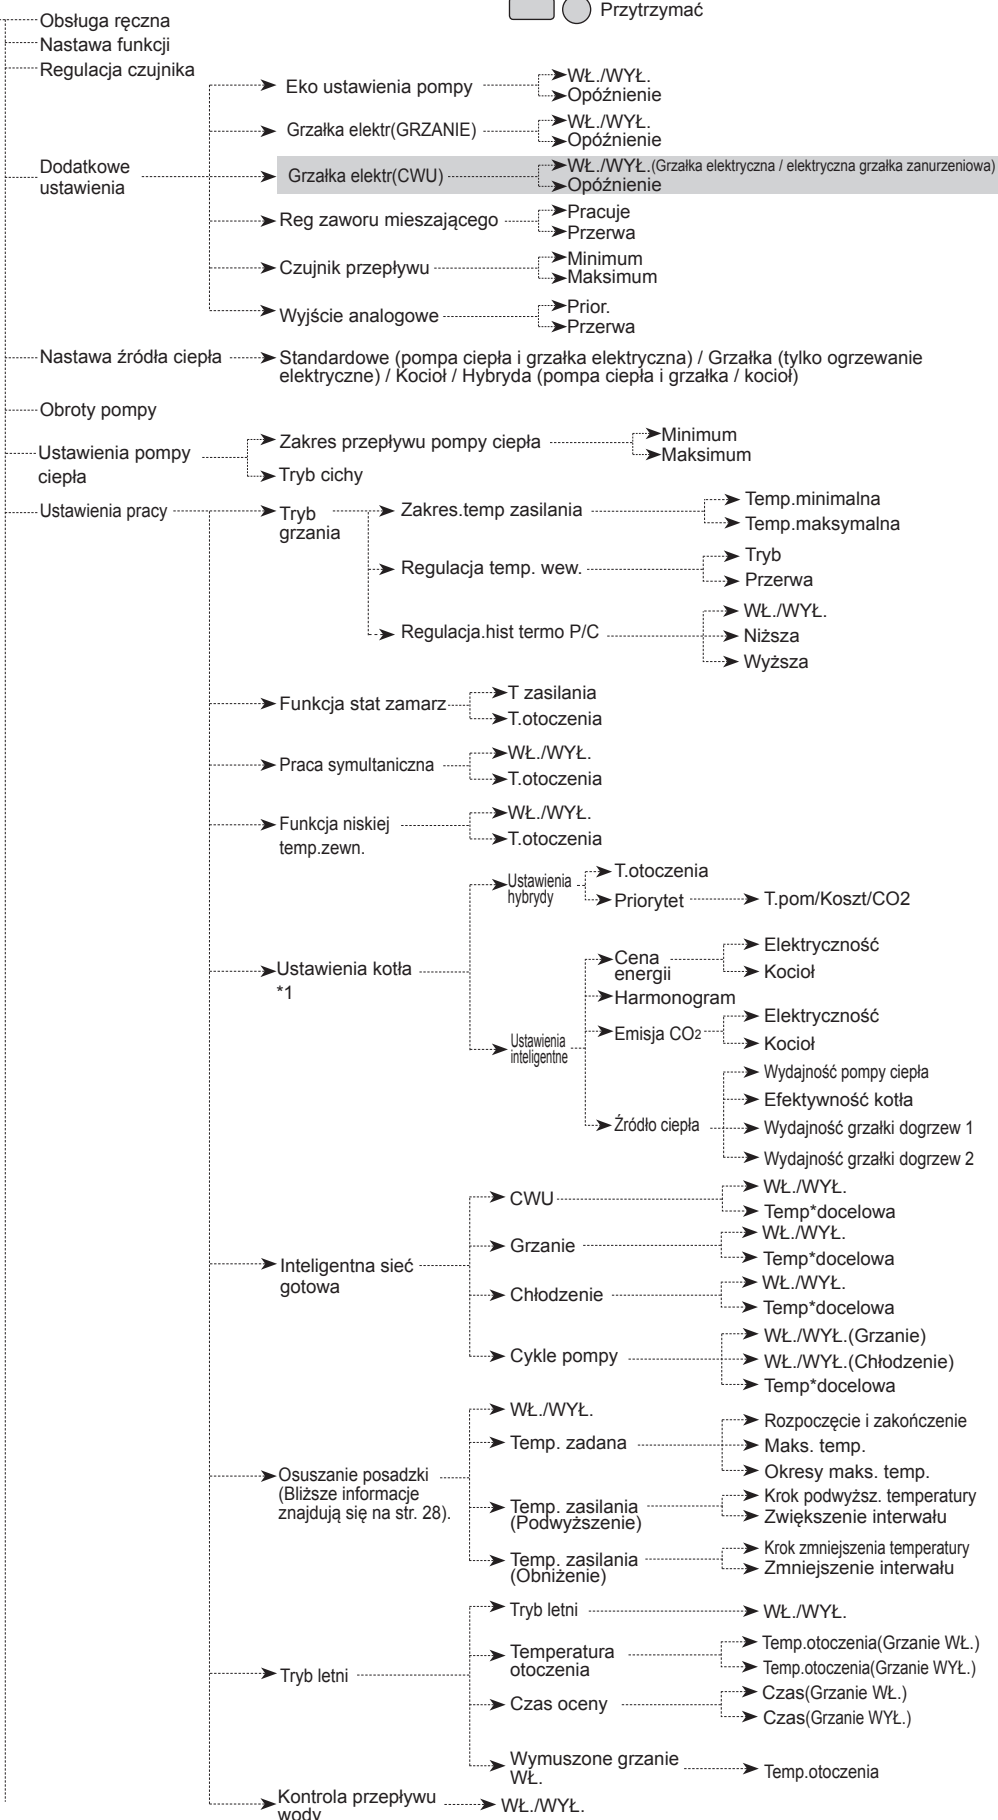 Przytrzymać
Obsługa ręczna
Nastawa funkcji
Regulacja czujnika
Dodatkowe
ustawienia
Eko ustawienia pompy
WŁ./WYŁ.
Opóźnienie
Grzałka elektr(GRZANIE)
WŁ./WYŁ.
Opóźnienie
Grzałka elektr(CWU)
WŁ./WYŁ.(Grzałka elektryczna / elektryczna grzałka zanurzeniowa)
Opóźnienie
Reg zaworu mieszającego
Pracuje
Przerwa
Czujnik przepływu
Minimum
Maksimum
Wyjście analogowe
Prior.
Przerwa
Nastawa źródła ciepła
Standardowe (pompa ciepła i grzałka elektryczna) / Grzałka (tylko ogrzewanie
elektryczne) / Kocioł / Hybryda (pompa ciepła i grzałka / kocioł)
Obroty pompy
Ustawienia pompy
ciepła
Zakres przepływu pompy ciepła
Minimum
Maksimum
Tryb cichy
Ustawienia pracy
Tryb
grzania
Zakres.temp zasilania
Temp.minimalna
Temp.maksymalna
Regulacja temp. wew.
Tryb
Przerwa
Regulacja.hist termo P/C
WŁ./WYŁ.
Niższa
Wyższa
Funkcja stat zamarz
T zasilania
T.otoczenia
Praca symultaniczna
WŁ./WYŁ.
T.otoczenia
Funkcja niskiej
temp.zewn.
WŁ./WYŁ.
T.otoczenia
Ustawienia kotła
*1
Ustawienia
hybrydy
T.otoczenia
Priorytet
T.pom/Koszt/CO2
Ustawienia
inteligentne
Cena
energii
Elektryczność
Kocioł
Harmonogram
Emisja CO2
Elektryczność
Kocioł
Źródło ciepła
Wydajność pompy ciepła
Efektywność kotła
Wydajność grzałki dogrzew 1
Wydajność grzałki dogrzew 2
Inteligentna sieć
gotowa
CWU
WŁ./WYŁ.
Temp*docelowa
Grzanie
WŁ./WYŁ.
Temp*docelowa
Chłodzenie
WŁ./WYŁ.
Temp*docelowa
Cykle pompy
WŁ./WYŁ.(Grzanie)
WŁ./WYŁ.(Chłodzenie)
Temp*docelowa
Osuszanie posadzki
(Bliższe informacje
znajdują się na str. 28).
WŁ./WYŁ.
Temp. zadana
Rozpoczęcie i zakończenie
Maks. temp.
Okresy maks. temp.
Temp. zasilania
(Podwyższenie)
Krok podwyższ. temperatury
Zwiększenie interwału
Temp. zasilania
(Obniżenie)
Krok zmniejszenia temperatury
Zmniejszenie interwału
Tryb letni
Tryb letni
WŁ./WYŁ.
Temperatura
otoczenia
Temp.otoczenia(Grzanie WŁ.)
Temp.otoczenia(Grzanie WYŁ.)
Czas oceny
Czas(Grzanie WŁ.)
Czas(Grzanie WYŁ.)
Wymuszone grzanie
WŁ.
Temp.otoczenia
Kontrola przepływu
wody
WŁ./WYŁ.